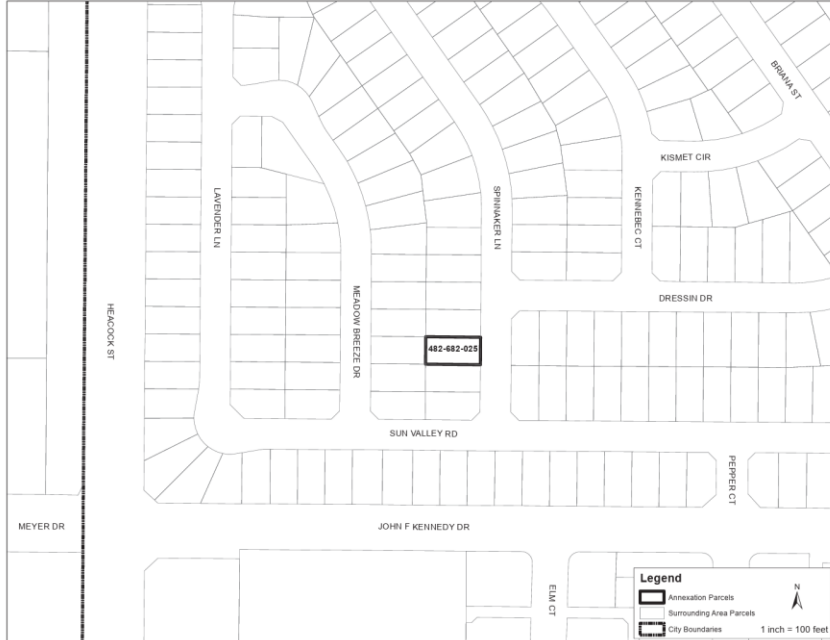 BRIANA ST
KISMET CIR
LAVENDER LN
SPINNAKER LN
KENNEBEC CT
HEACOCK ST
MEADOW BREEZE DR
DRESSIN DR
482-682-025
SUN VALLEY RD
PEPPER CT
MEYER DR
JOHN F KENNEDY DR
ELM CT
Legend
Annexation Parcels
Surrounding Area Parcels
City Boundaries
N
1 inch = 100 feet